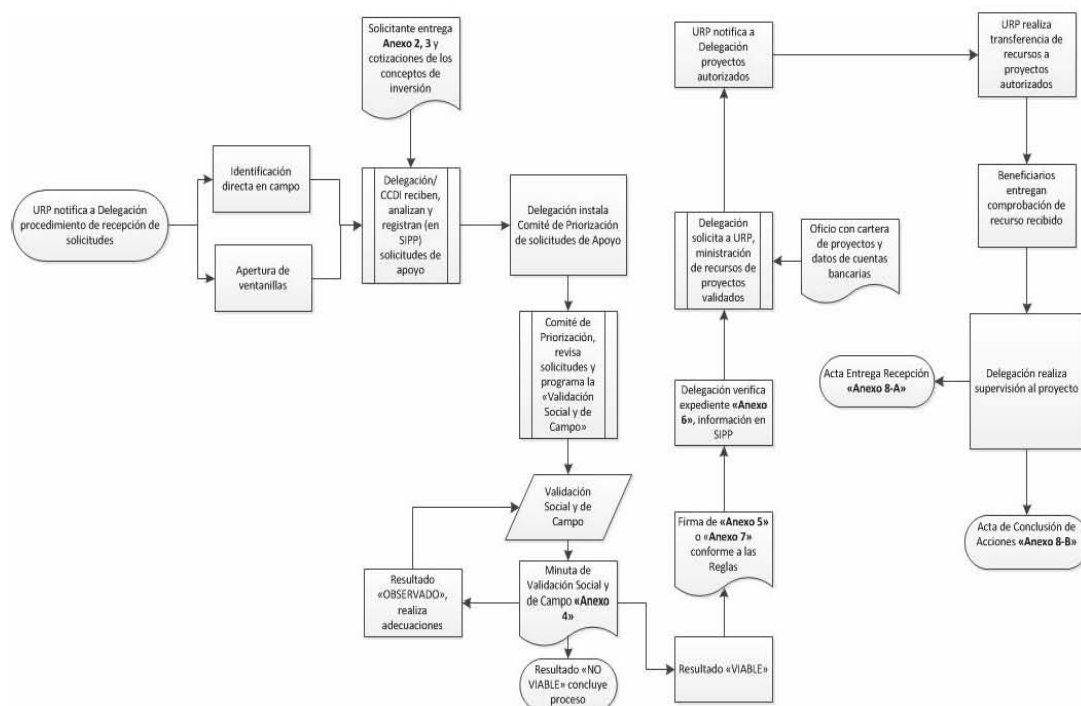 Solicitante entrega
Anexo 2, 3 y
cotizaciones de los
conceptos de
inversión
URP notifica a Delegación
procedimiento de recepción de
solicitudes
Identificación
directa en campo
Apertura de
ventanillas
Delegación/
CCDI reciben,
analizan y
registran (en
SIPP)
solicitudes de
apoyo
Delegación instala
Comité de Priorización
de solicitudes de Apoyo
Comité de
Priorización,
revisa
solicitudes y
programa la
«Validación
Social y de
Campo»
Validación
Social y de
Campo
Minuta de
Validación Social y
de Campo «Anexo
4»
Resultado
«OBSERVADO»,
realiza
adecuaciones
Resultado «NO
VIABLE» concluye
proceso
Resultado «VIABLE»
Firma de «Anexo 5»
o «Anexo 7»
conforme a las
Reglas
Delegación verifica
expediente «Anexo
6», información en
SIPP
Delegación
solicita a URP,
ministración
de recursos de
proyectos
validados
Oficio con cartera
de proyectos y
datos de cuentas
bancarias
URP notifica a
Delegación
proyectos
autorizados
URP realiza
transferencia de
recursos a
proyectos
autorizados
Beneficiarios
entregan
comprobación de
recurso recibido
Delegación realiza
supervisión al proyecto
Acta Entrega Recepción
«Anexo 8-A»
Acta de Conclusión de
Acciones «Anexo 8-B»